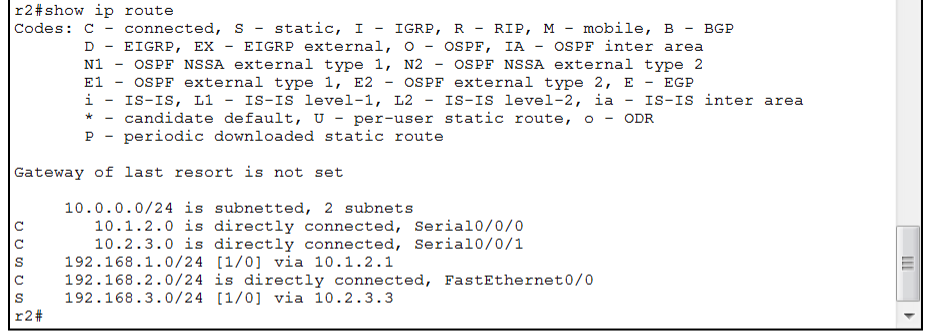 r2#show ip route
Codes: C - connected, S - static, I - IGRP, R - RIP, M - mobile, B - BGP
       D - EIGRP, EX - EIGRP external, O - OSPF, IA - OSPF inter area
       N1 - OSPF NSSA external type 1, N2 - OSPF NSSA external type 2
       E1 - OSPF external type 1, E2 - OSPF external type 2, E - EGP
       i - IS-IS, L1 - IS-IS level-1, L2 - IS-IS level-2, ia - IS-IS inter area
       * - candidate default, U - per-user static route, o - ODR
       P - periodic downloaded static route
Gateway of last resort is not set
     10.0.0.0/24 is subnetted, 2 subnets
C       10.1.2.0 is directly connected, Serial0/0/0
C       10.2.3.0 is directly connected, Serial0/0/1
S    192.168.1.0/24 [1/0] via 10.1.2.1
C    192.168.2.0/24 is directly connected, FastEthernet0/0
S    192.168.3.0/24 [1/0] via 10.2.3.3
r2#